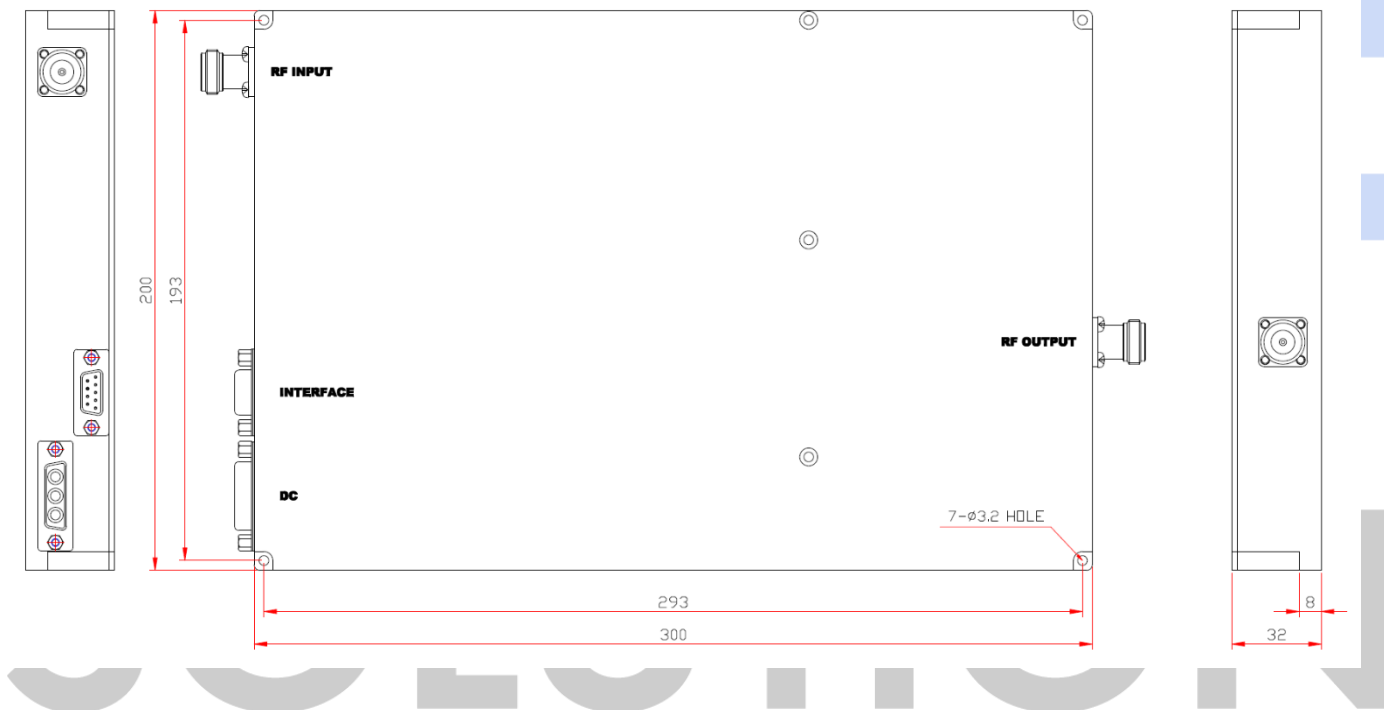 RF INPUT
200
193
RF OUTPUT
INTERFACE
DC
7-ø3.2 HOLE
293
8
300
32